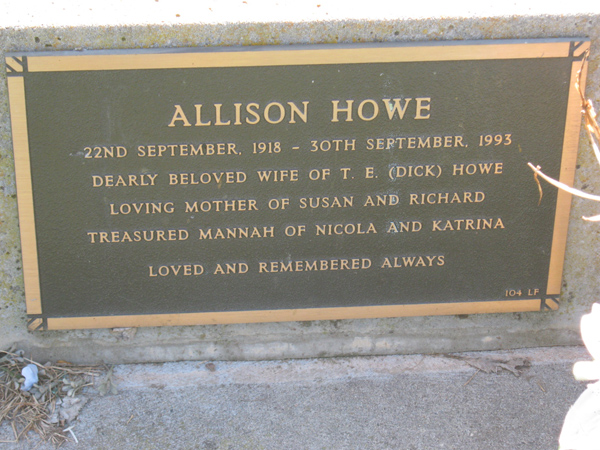 ALLISON HOWE
22ND SEPTEMBER, 1918 - 30TH SEPTEMBER, 1993
DEARLY BELOVED WIFE OF T. E. (DICK) HOWE
LOVING MOTHER OF SUSAN AND RICHARD
TREASURED MANNAH OF NICOLA AND KATRINA
LOVED AND REMEMBERED ALWAYS
104 LF